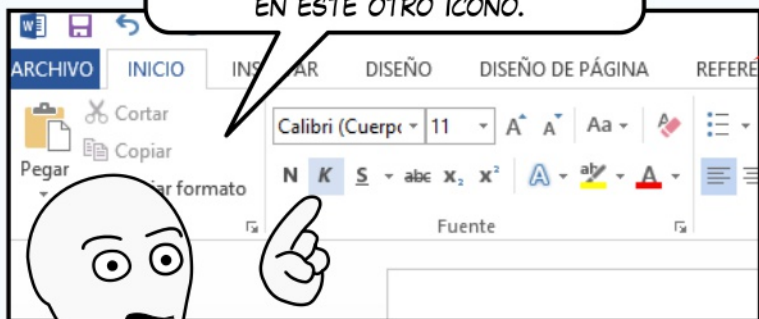 EN ESTE OTRO ICONO.
ARCHIVO INICIO DISEÑO DISEÑO DE PÁGINA
Cortar
Calibri (Cuerpo 11 A A Aa
Copiar
Pegar
formato
N K S abc X₂ X² A ab A
Fuente